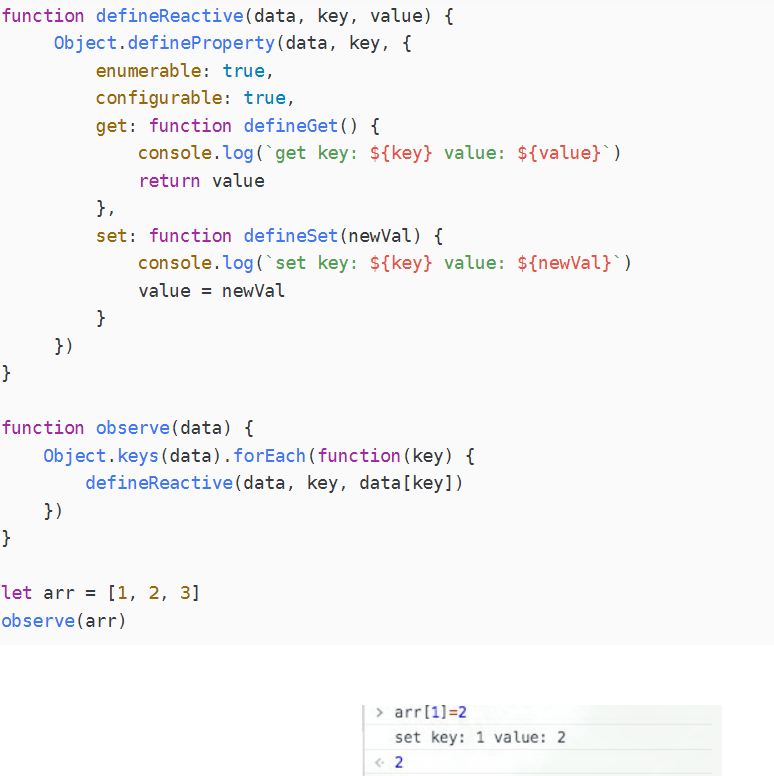 function defineReactive(data, key, value) {
     Object.defineProperty(data, key, {
         enumerable: true,
         configurable: true,
         get: function defineGet() {
             console.log(`get key: ${key} value: ${value}`)
             return value
         },
         set: function defineSet(newVal) {
             console.log(`set key: ${key} value: ${newVal}`)
             value = newVal
         }
     })
}

function observe(data) {
    Object.keys(data).forEach(function(key) {
        defineReactive(data, key, data[key])
    })
}

let arr = [1, 2, 3]
observe(arr)

> arr[1]=2
  set key: 1 value: 2
< 2